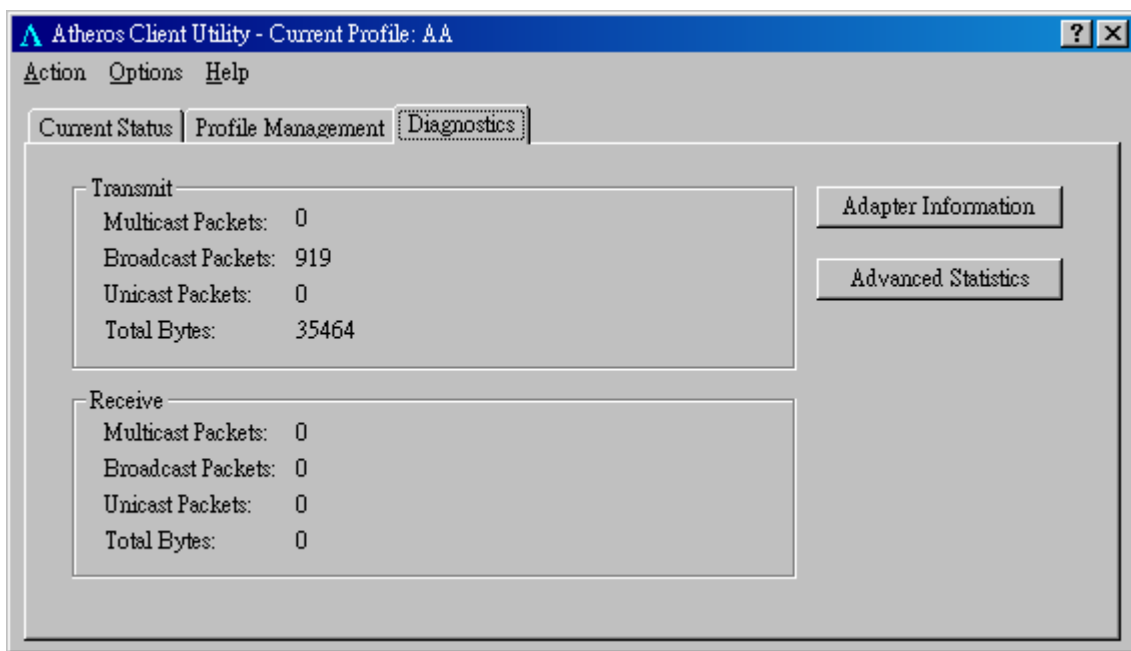 Atheros Client Utility - Current Profile: AA
Action Options Help
Current Status Profile Management Diagnostics
Transmit
Multicast Packets: 0
Broadcast Packets: 919
Unicast Packets: 0
Total Bytes: 35464
Adapter Information
Advanced Statistics
Receive
Multicast Packets: 0
Broadcast Packets: 0
Unicast Packets: 0
Total Bytes: 0